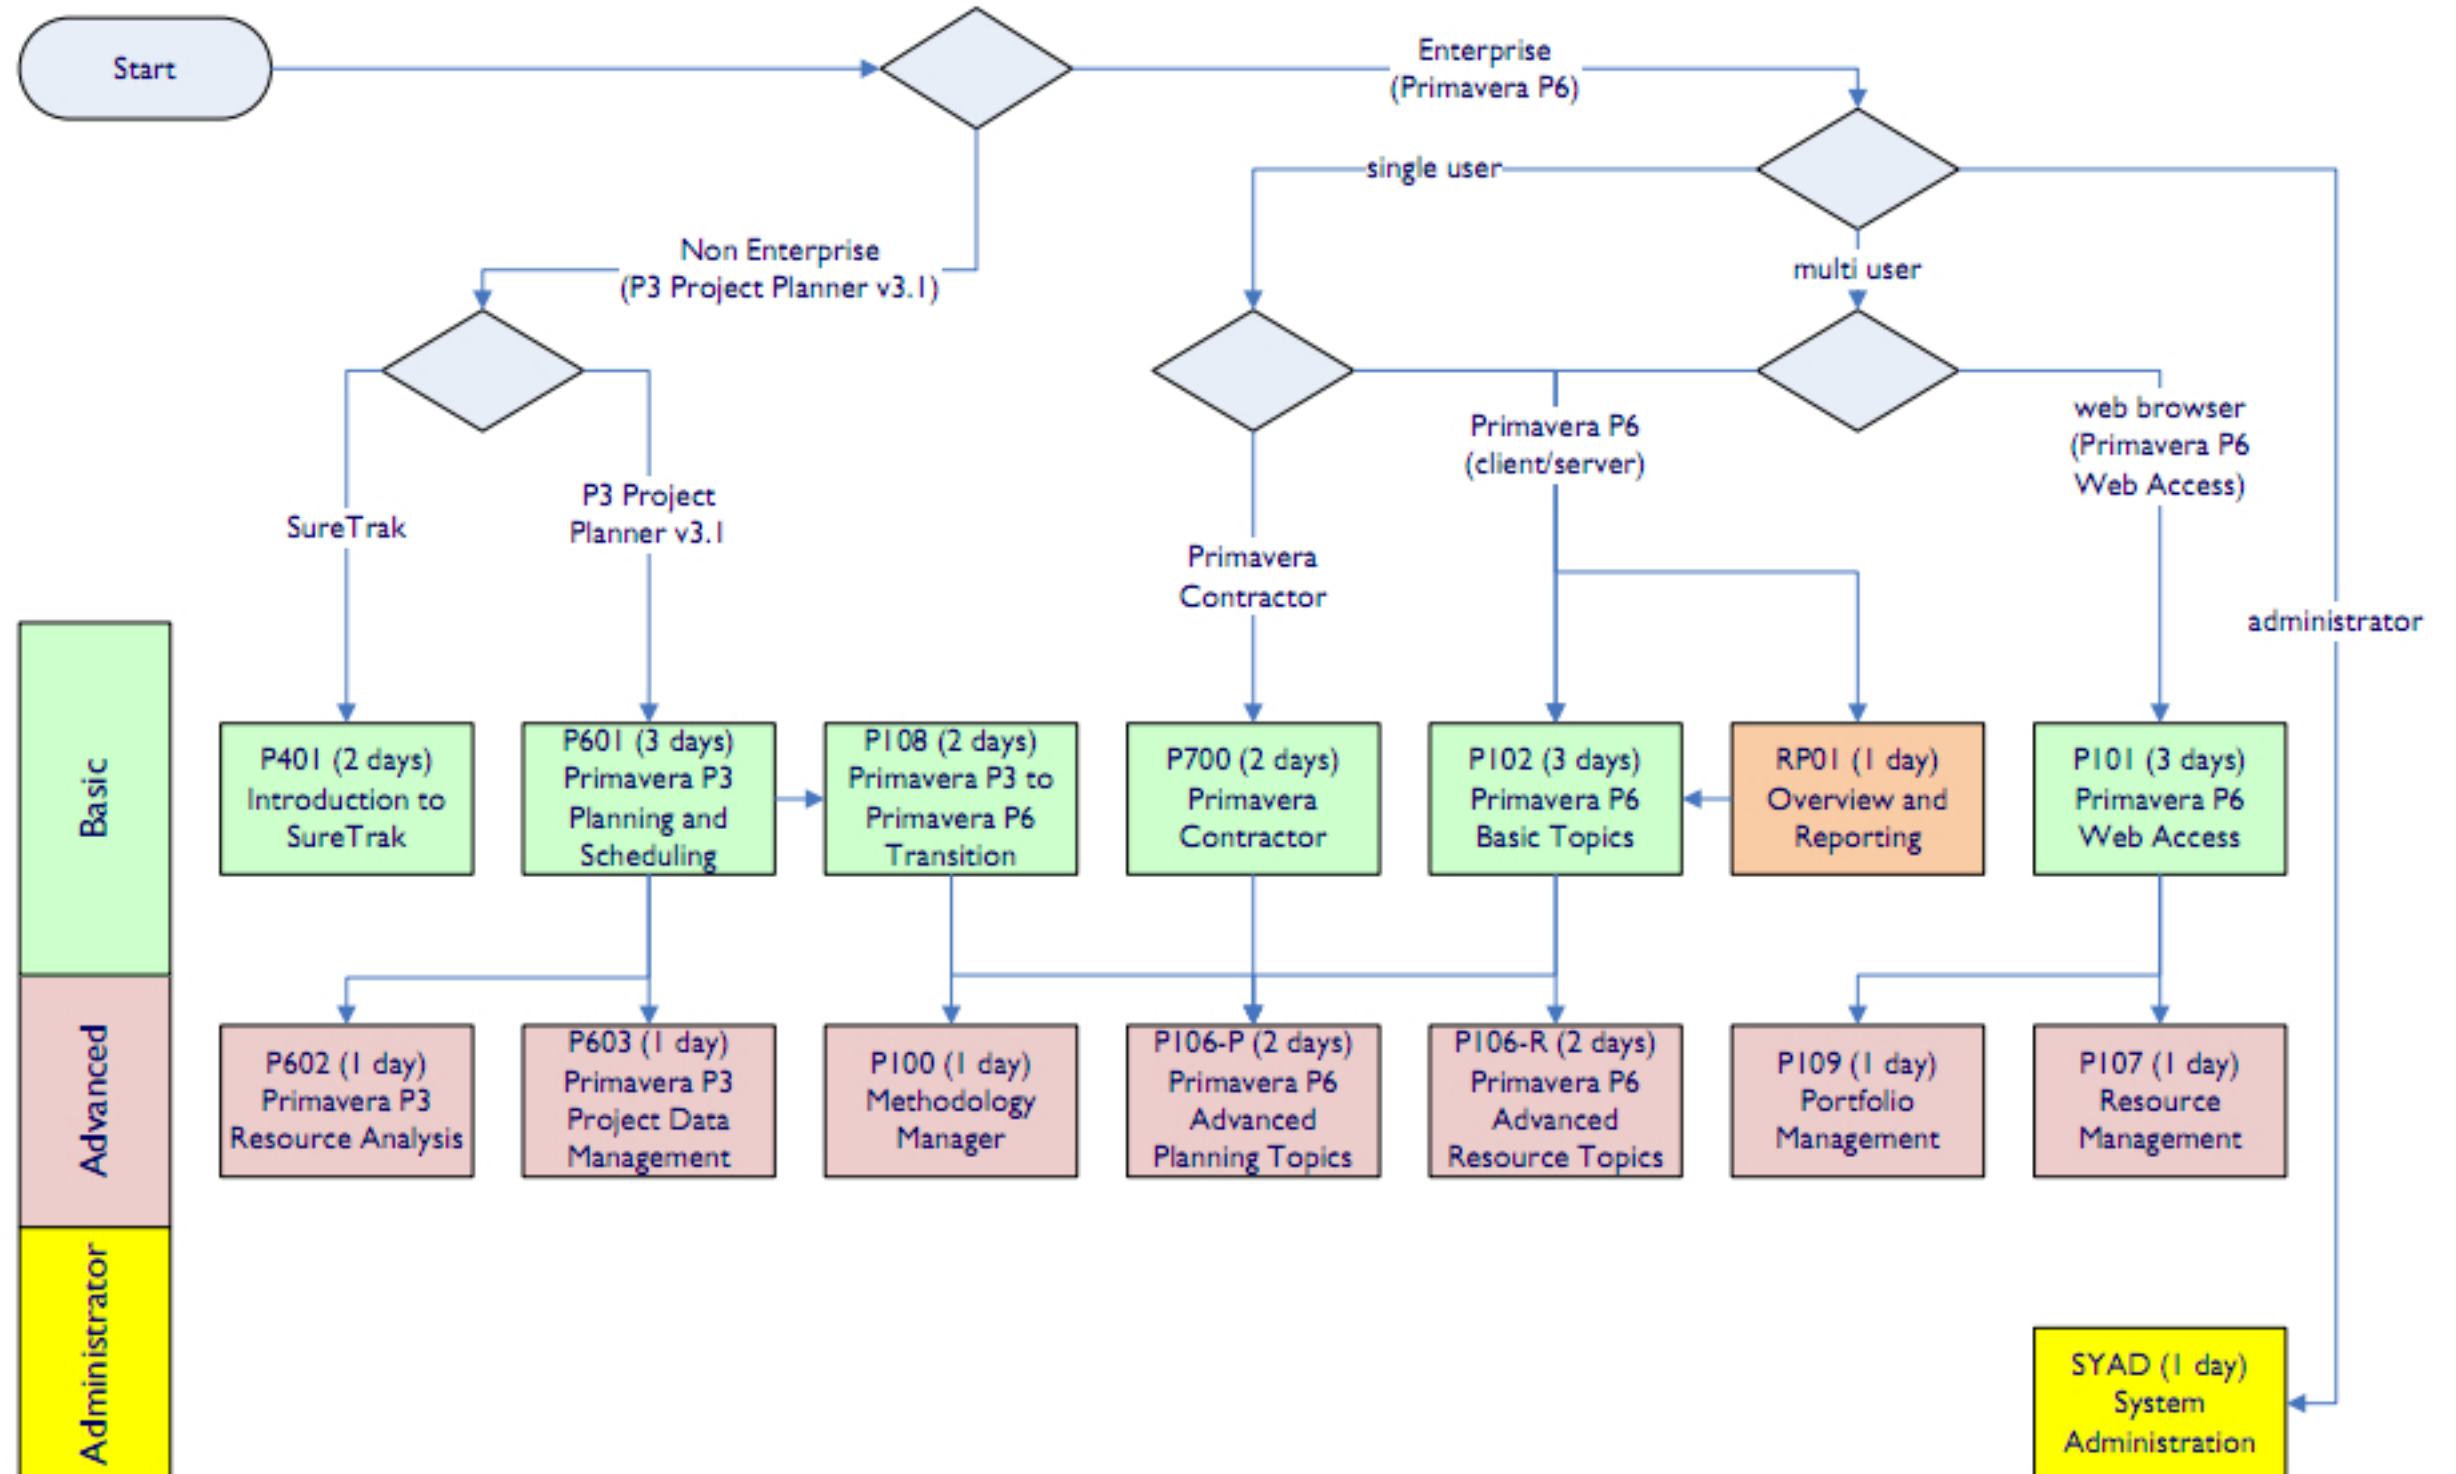 Start
Enterprise
(Primavera P6)
single user
Non Enterprise
(P3 Project Planner v3.1)
multi user
web browser
(Primavera P6
Web Access)
Primavera P6
(client/server)
P3 Project
Planner v3.1
SureTrak
Primavera
Contractor
administrator
Basic
P401 (2 days)
Introduction to
SureTrak
P601 (3 days)
Primavera P3
Planning and
Scheduling
P108 (2 days)
Primavera P3 to
Primavera P6
Transition
P700 (2 days)
Primavera
Contractor
P102 (3 days)
Primavera P6
Basic Topics
RP01 (1 day)
Overview and
Reporting
P101 (3 days)
Primavera P6
Web Access
Advanced
P602 (1 day)
Primavera P3
Resource Analysis
P603 (1 day)
Primavera P3
Project Data
Management
P100 (1 day)
Methodology
Manager
P106-P (2 days)
Primavera P6
Advanced
Planning Topics
P106-R (2 days)
Primavera P6
Advanced
Resource Topics
P109 (1 day)
Portfolio
Management
P107 (1 day)
Resource
Management
Administrator
SYAD (1 day)
System
Administration